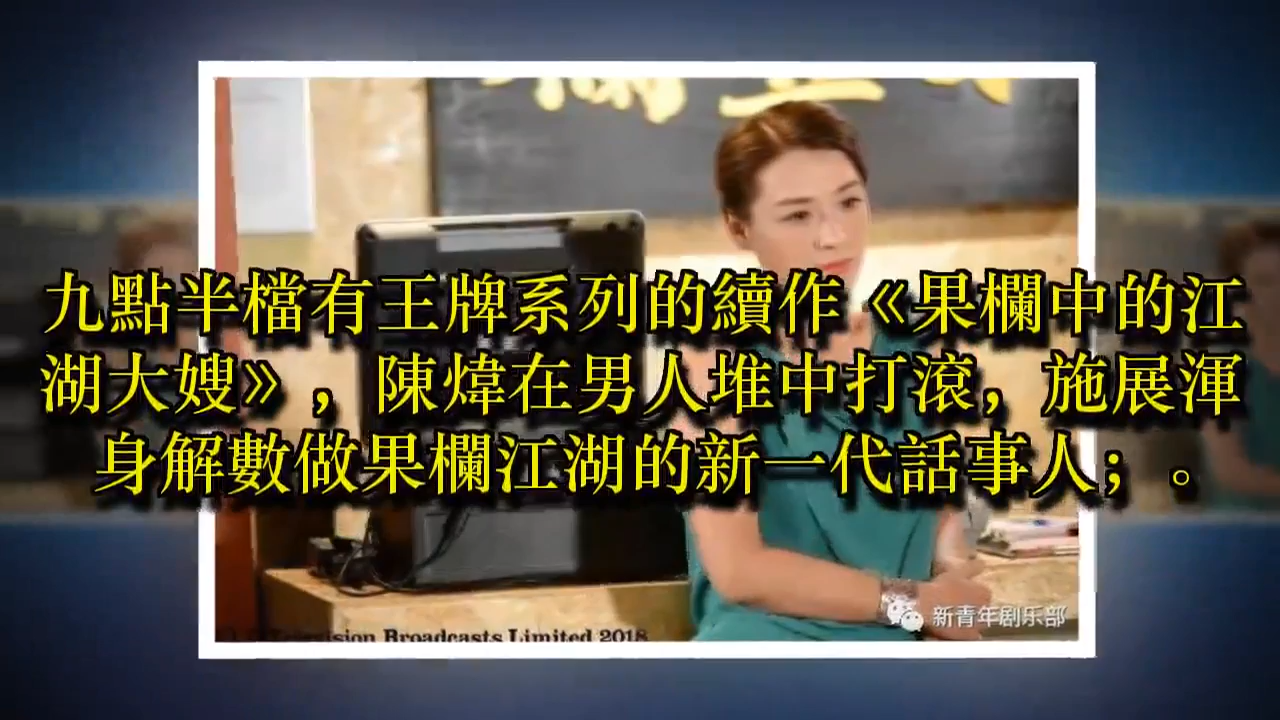 九點半檔有王牌系列的續作《果欄中的江
湖大嫂》，陳煒在男人堆中打滾，施展渾
身解數做果欄江湖的新一代話事人；。
新青年剧乐部
Broadcasts Limited 2018